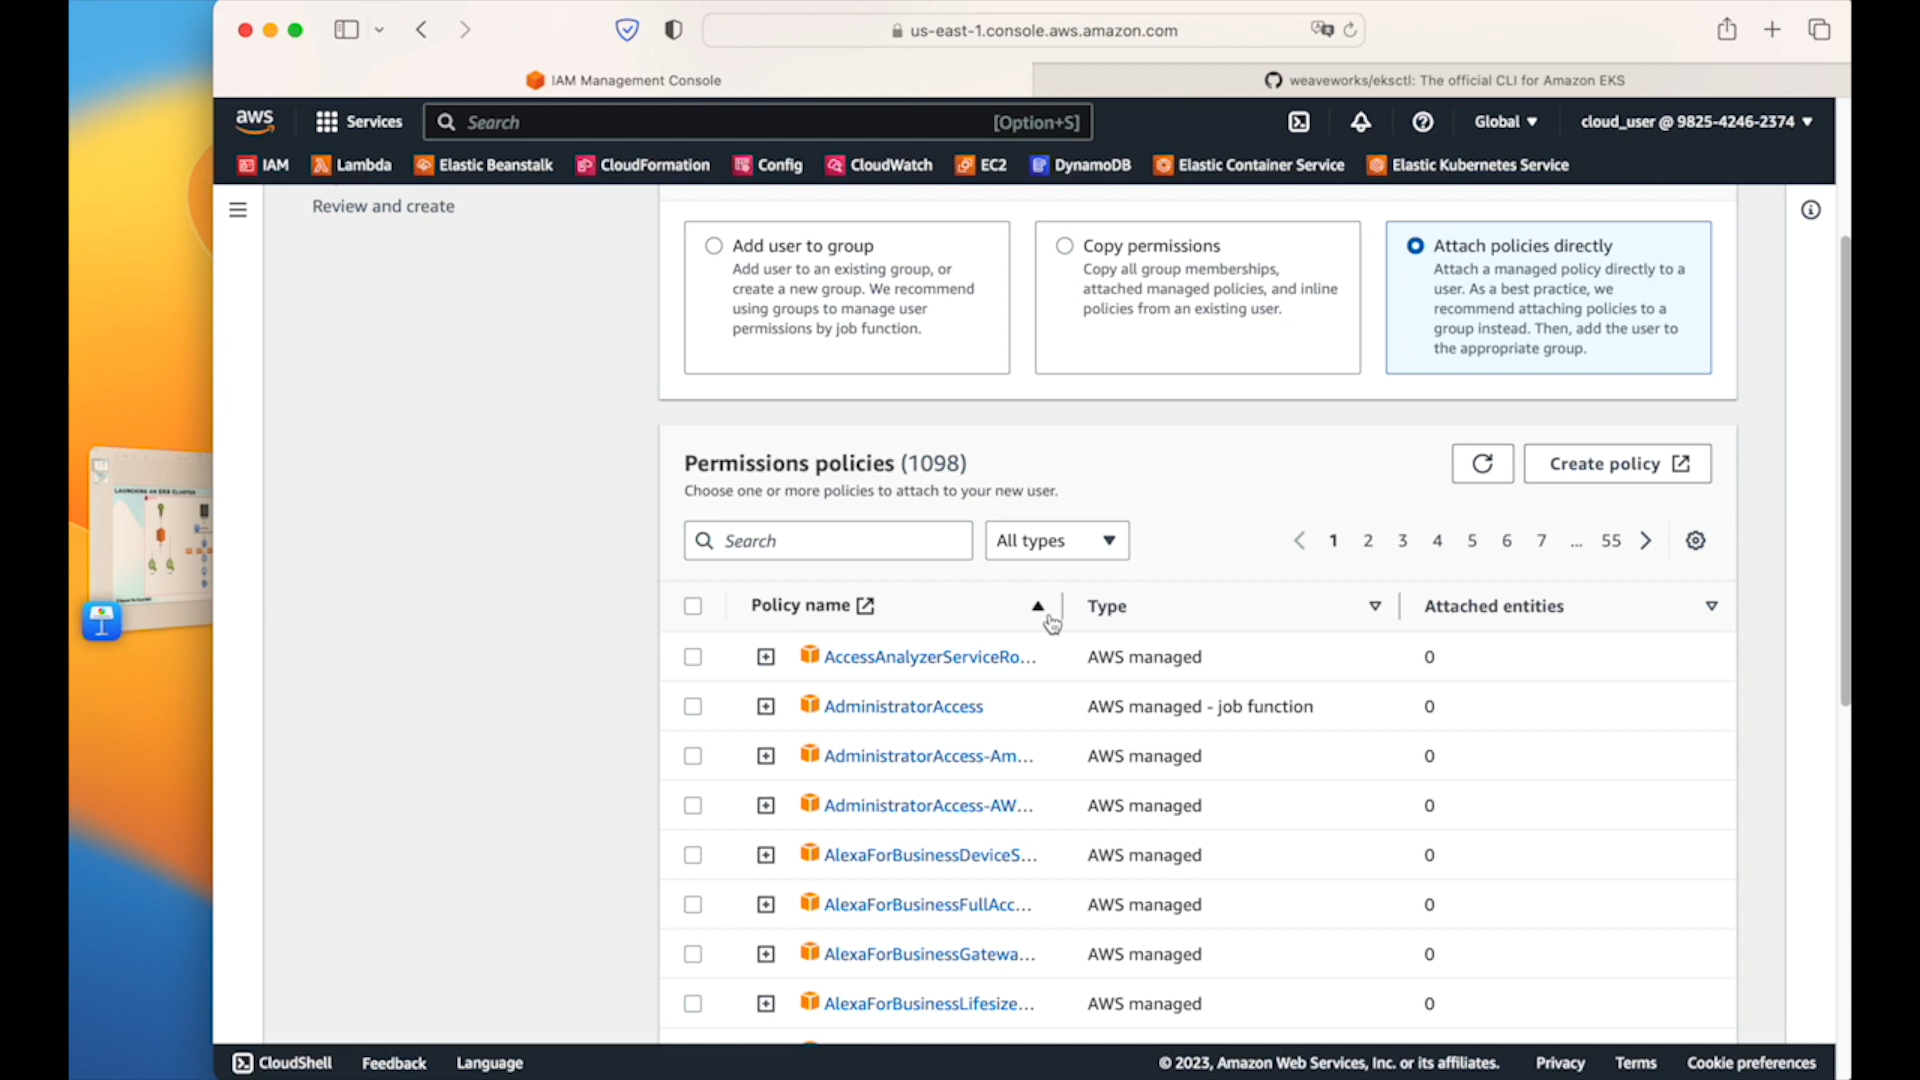 us-east-1.console.aws.amazon.com
IAM Management Console
weaveworks/eksctl: The official CLI for Amazon EKS
aws
Services
Search
[Option+S]
Global
cloud_user @ 9825-4246-2374
IAM
Lambda
Elastic Beanstalk
CloudFormation
Config
CloudWatch
EC2
DynamoDB
Elastic Container Service
Elastic Kubernetes Service
Review and create
Add user to group
Add user to an existing group, or
create a new group. We recommend
using groups to manage user
permissions by job function.
Copy permissions
Copy all group memberships,
attached managed policies, and inline
policies from an existing user.
Attach policies directly
Attach a managed policy directly to a
user. As a best practice, we
recommend attaching policies to a
group instead. Then, add the user to
the appropriate group.
Permissions policies (1098)
Choose one or more policies to attach to your new user.
Create policy
Search
All types
1 2 3 4 5 6 7 ... 55
Policy name
Type
Attached entities
AccessAnalyzerServiceRo... AWS managed 0
AdministratorAccess AWS managed - job function 0
AdministratorAccess-Am... AWS managed 0
AdministratorAccess-AW... AWS managed 0
AlexaForBusinessDeviceS... AWS managed 0
AlexaForBusinessFullAcc... AWS managed 0
AlexaForBusinessGatewa... AWS managed 0
AlexaForBusinessLifesize... AWS managed 0
LAUNCHING AN EKS CLUSTER
CloudShell
Feedback
Language
© 2023, Amazon Web Services, Inc. or its affiliates.
Privacy
Terms
Cookie preferences